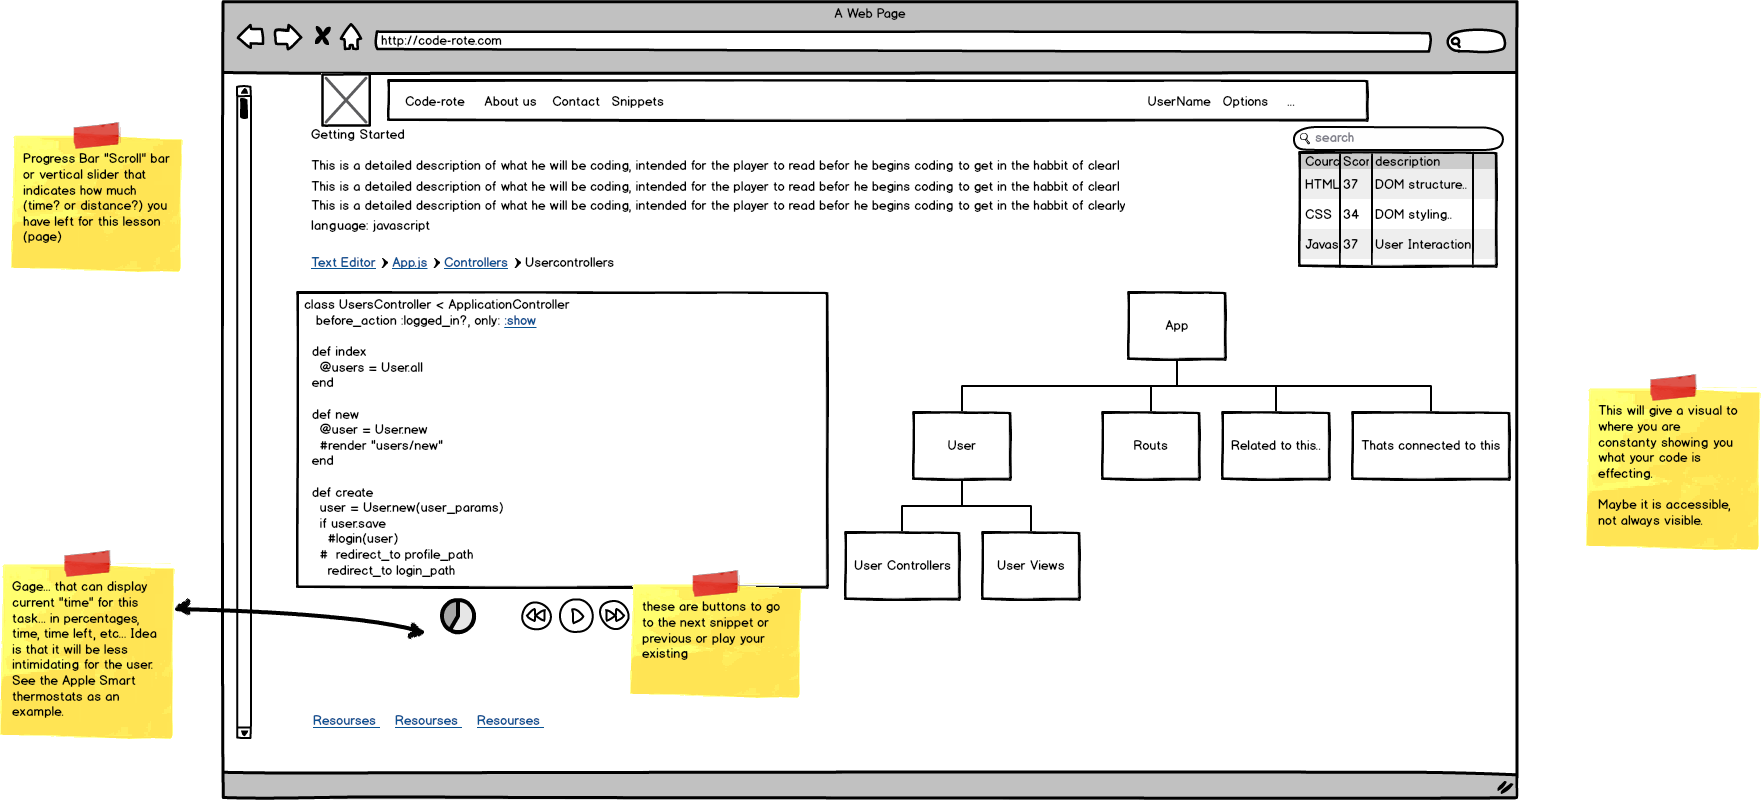 A Web Page
http://code-rote.com
Code-rote About us Contact Snippets UserName Options ...
Getting Started
search
This is a detailed description of what he will be coding, intended for the player to read befor he begins coding to get in the habbit of clearl
This is a detailed description of what he will be coding, intended for the player to read befor he begins coding to get in the habbit of clearl
This is a detailed description of what he will be coding, intended for the player to read befor he begins coding to get in the habbit of clearly
language: javascript
Courc Scor description
HTML 37 DOM structure..
CSS 34 DOM styling..
Javas 37 User Interaction
Text Editor App.js Controllers Usercontrollers
class UsersController < ApplicationController
before_action :logged_in?, only: :show
def index
@users = User.all
end
def new
@user = User.new
#render "users/new"
end
def create
user = User.new(user_params)
if user.save
#login(user)
# redirect_to profile_path
redirect_to login_path
App
User Routs Related to this.. Thats connected to this
User Controllers User Views
Resourses Resourses Resourses
Progress Bar "Scroll" bar
or vertical slider that
indicates how much
(time? or distance?) you
have left for this lesson
(page)
Gage... that can display
current "time" for this
task... in percentages,
time, time left, etc... Idea
is that it will be less
intimidating for the user.
See the Apple Smart
thermostats as an
example.
these are buttons to go
to the next snippet or
previous or play your
existing
This will give a visual to
where you are
constanty showing you
what your code is
effecting.
Maybe it is accessible,
not always visible.